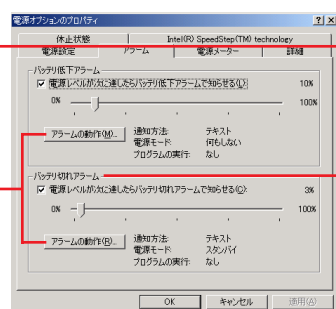 電源オプションのプロパティ
休止状態 Intel(R) SpeedStep(TM) technology
電源設定 アラーム 電源メーター 詳細
バッテリ低下アラーム
電源レベルが次に達したらバッテリ低下アラームで知らせる(L): 10%
0% 100%
アラームの動作(M)... 通知方法: テキスト
電源モード: 何もしない
プログラムの実行: なし
バッテリ切れアラーム
電源レベルが次に達したらバッテリ切れアラームで知らせる(C): 3%
0% 100%
アラームの動作(R)... 通知方法: テキスト
電源モード: スタンバイ
プログラムの実行: なし
OK キャンセル 適用(A)